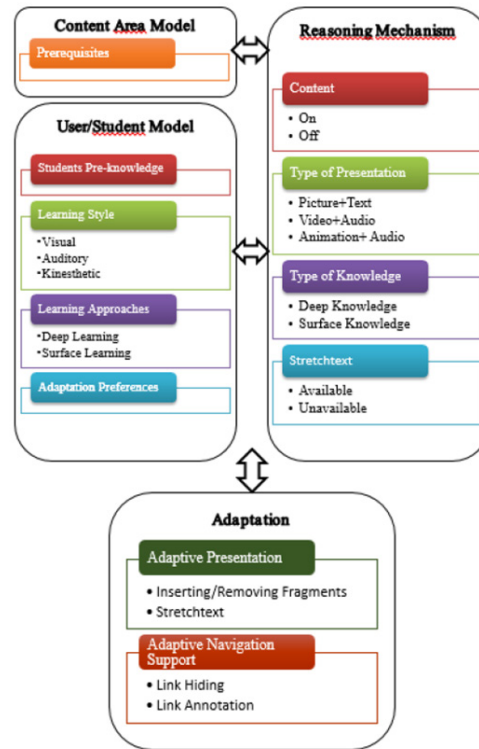 Content Area Model
Prerequisites
User/Student Model
Students Pre-knowledge
Learning Style
•Visual
•Auditory
•Kinesthetic
Learning Approaches
•Deep Learning
•Surface Learning
Adaptation Preferences
Reasoning Mechanism
Content
• On
• Off
Type of Presentation
• Picture+Text
• Video+Audio
• Animation+ Audio
Type of Knowledge
• Deep Knowledge
• Surface Knowledge
Stretchtext
• Available
• Unavailable
Adaptation
Adaptive Presentation
• Inserting/Removing Fragments
• Stretchtext
Adaptive Navigation
Support
• Link Hiding
• Link Annotation